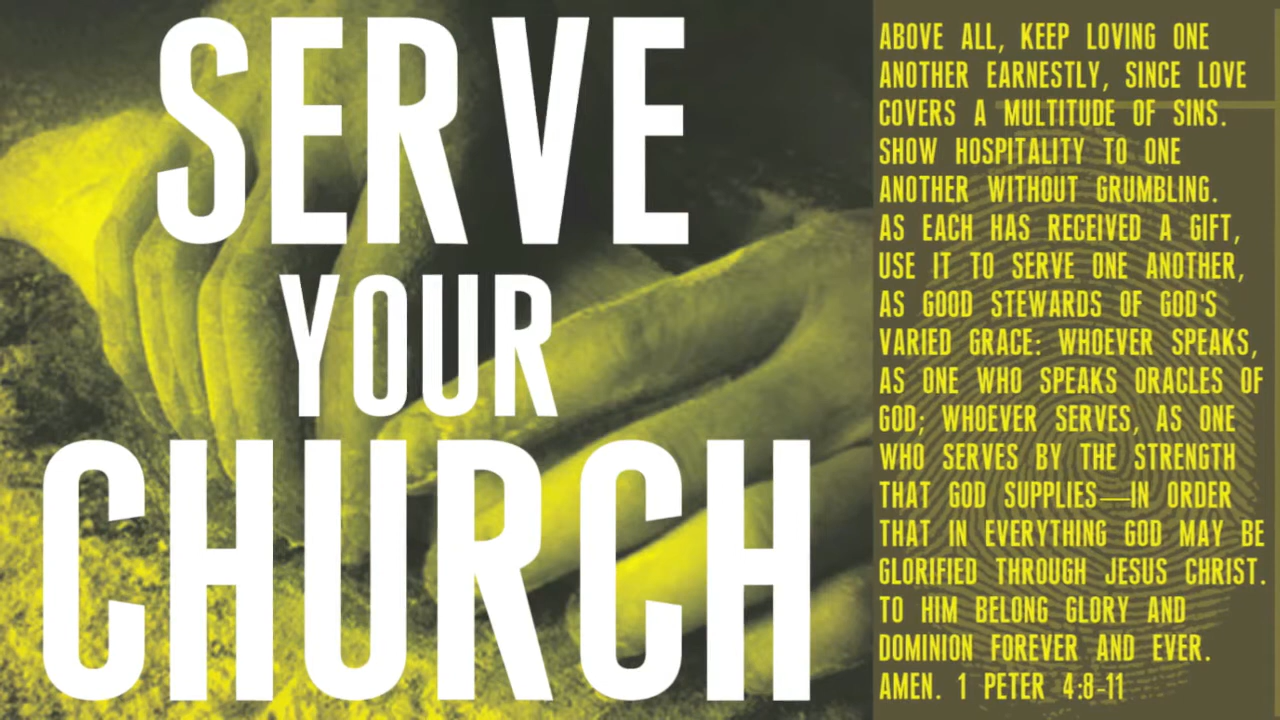 SERVE
YOUR
CHURCH
ABOVE ALL, KEEP LOVING ONE
ANOTHER EARNESTLY, SINCE LOVE
COVERS A MULTITUDE OF SINS.
SHOW HOSPITALITY TO ONE
ANOTHER WITHOUT GRUMBLING.
AS EACH HAS RECEIVED A GIFT,
USE IT TO SERVE ONE ANOTHER,
AS GOOD STEWARDS OF GOD'S
VARIED GRACE: WHOEVER SPEAKS,
AS ONE WHO SPEAKS ORACLES OF
GOD; WHOEVER SERVES, AS ONE
WHO SERVES BY THE STRENGTH
THAT GOD SUPPLIES—IN ORDER
THAT IN EVERYTHING GOD MAY BE
GLORIFIED THROUGH JESUS CHRIST.
TO HIM BELONG GLORY AND
DOMINION FOREVER AND EVER.
AMEN. 1 PETER 4:8-11